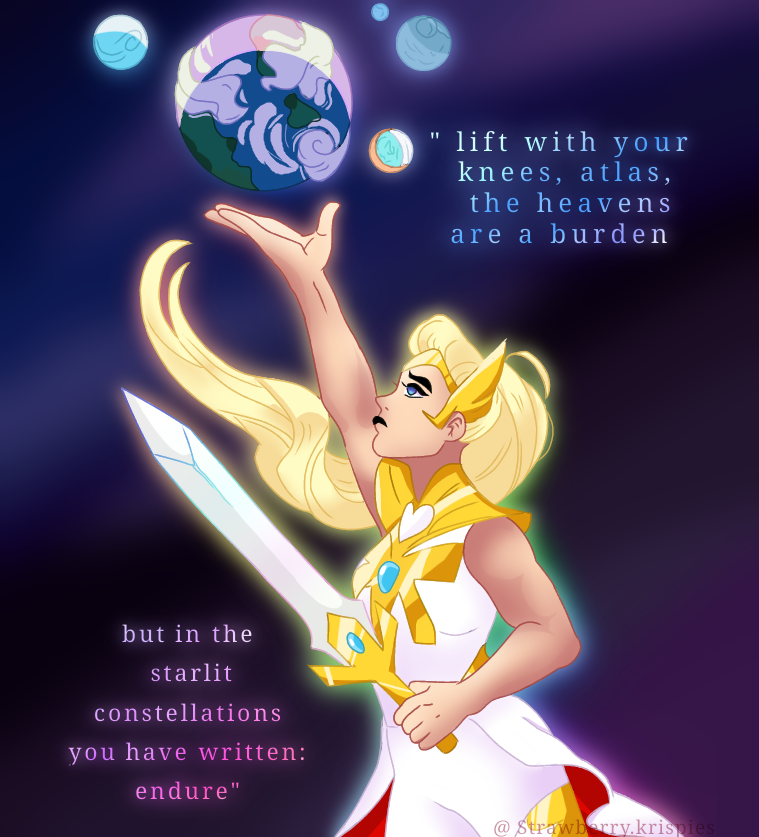 " lift with your
knees, atlas,
the heavens
are a burden
but in the
starlit
constellations
you have written:
endure"
@ Strawberry.krispies